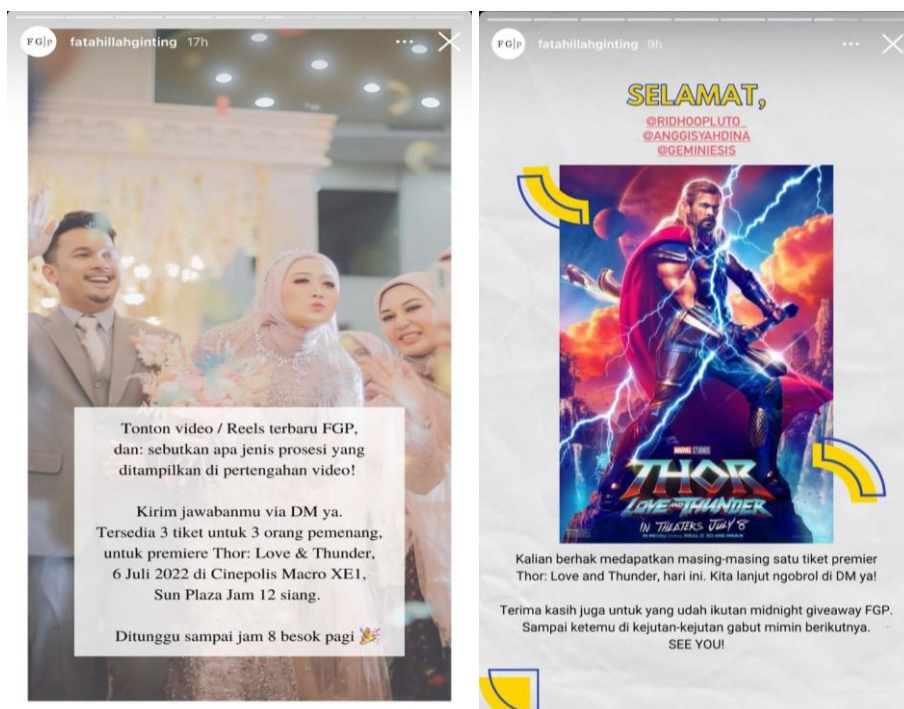 FG|P fatahillahginting 17h
Tonton video / Reels terbaru FGP,
dan: sebutkan apa jenis prosesi yang
ditampilkan di pertengahan video!
Kirim jawabanmu via DM ya.
Tersedia 3 tiket untuk 3 orang pemenang,
untuk premiere Thor: Love & Thunder,
6 Juli 2022 di Cinepolis Macro XE1,
Sun Plaza Jam 12 siang.
Ditunggu sampai jam 8 besok pagi 🎉
FG|P fatahillahginting 9h
SELAMAT,
@RIDHOOPLUTO_
@ANGGISYAHDINA
@GEMINIESIS
MARVEL STUDIOS
THOR
LOVE AND THUNDER
IN THEATERS JULY 8
Kalian berhak medapatkan masing-masing satu tiket premier
Thor: Love and Thunder, hari ini. Kita lanjut ngobrol di DM ya!
Terima kasih juga untuk yang udah ikutan midnight giveaway FGP.
Sampai ketemu di kejutan-kejutan gabut mimin berikutnya.
SEE YOU!